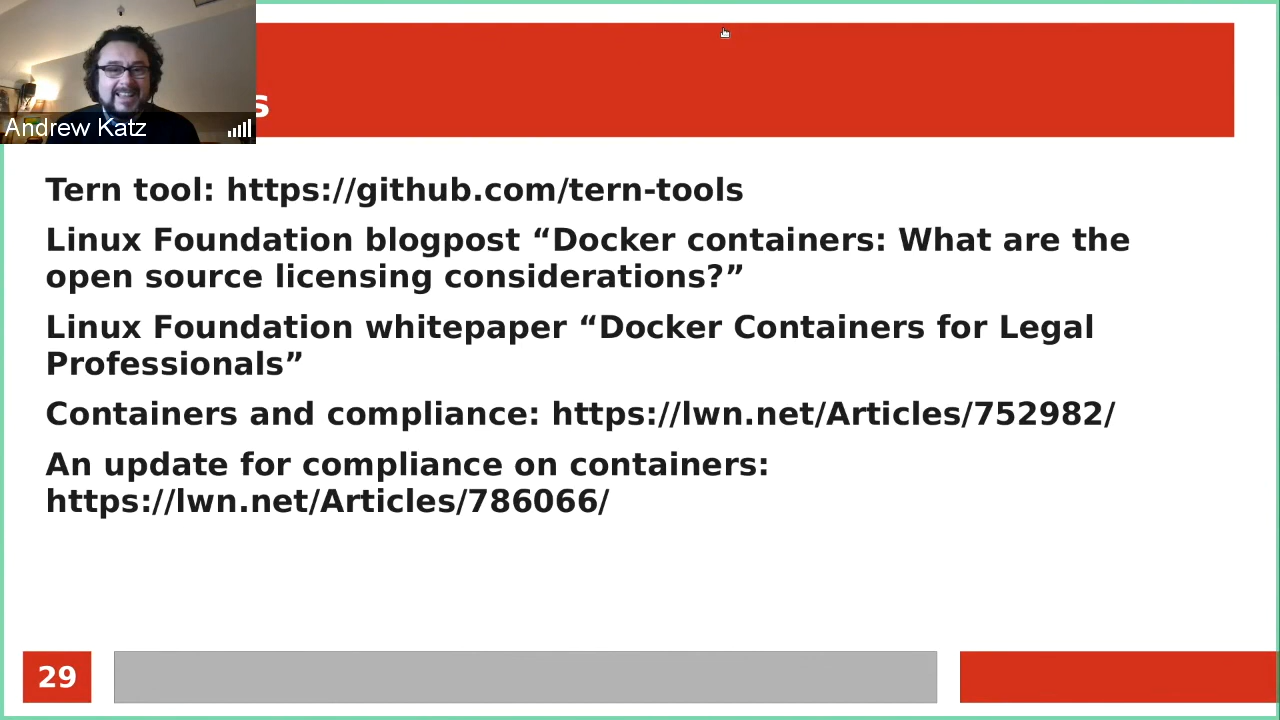 Andrew Katz
s
Tern tool: https://github.com/tern-tools
Linux Foundation blogpost “Docker containers: What are the
open source licensing considerations?”
Linux Foundation whitepaper “Docker Containers for Legal
Professionals”
Containers and compliance: https://lwn.net/Articles/752982/
An update for compliance on containers:
https://lwn.net/Articles/786066/
29